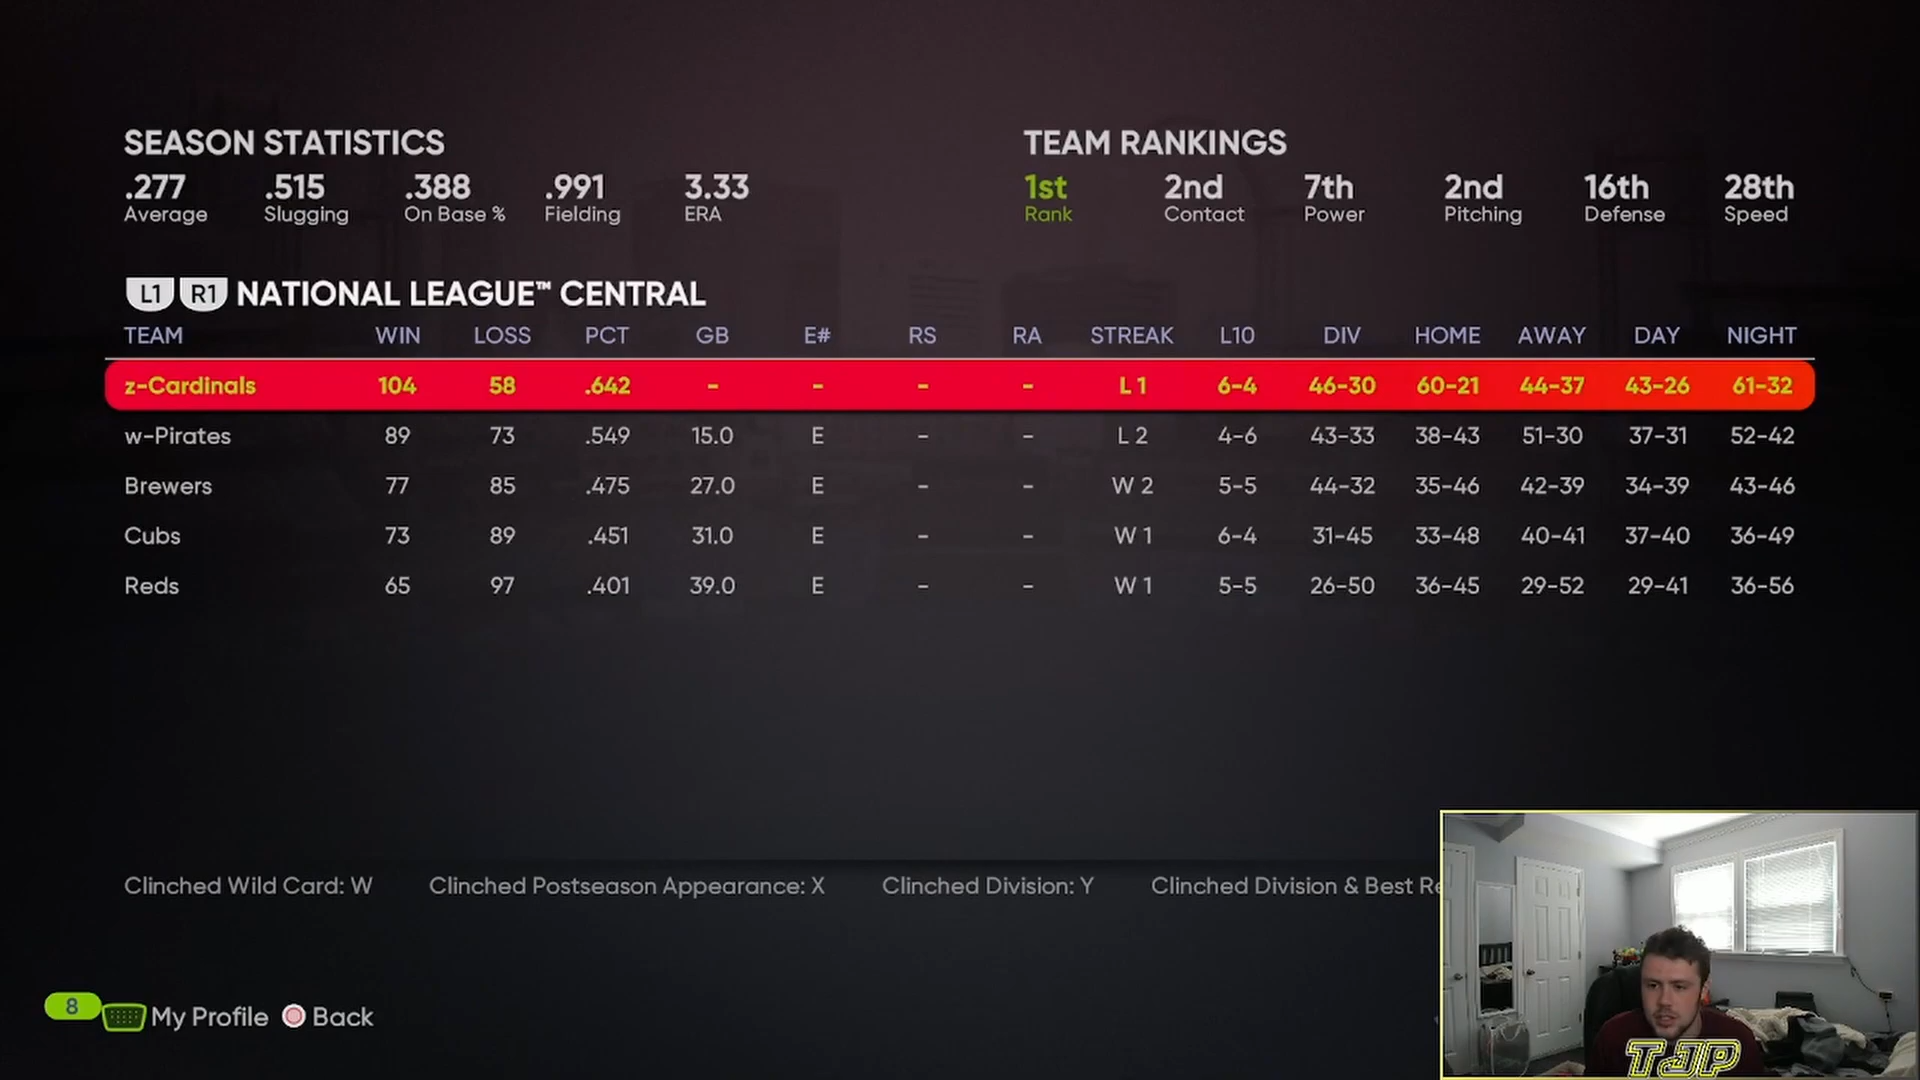 SEASON STATISTICS
.277 .515 .388 .991 3.33
Average Slugging On Base % Fielding ERA
TEAM RANKINGS
1st 2nd 7th 2nd 16th 28th
Rank Contact Power Pitching Defense Speed
L1 R1 NATIONAL LEAGUE™ CENTRAL
TEAM WIN LOSS PCT GB E# RS RA STREAK L10 DIV HOME AWAY DAY NIGHT
z-Cardinals 104 58 .642 - - - - L 1 6-4 46-30 60-21 44-37 43-26 61-32
w-Pirates 89 73 .549 15.0 E - - L 2 4-6 43-33 38-43 51-30 37-31 52-42
Brewers 77 85 .475 27.0 E - - W 2 5-5 44-32 35-46 42-39 34-39 43-46
Cubs 73 89 .451 31.0 E - - W 1 6-4 31-45 33-48 40-41 37-40 36-49
Reds 65 97 .401 39.0 E - - W 1 5-5 26-50 36-45 29-52 29-41 36-56
Clinched Wild Card: W Clinched Postseason Appearance: X Clinched Division: Y Clinched Division & Best Re
8 My Profile Back
TJP